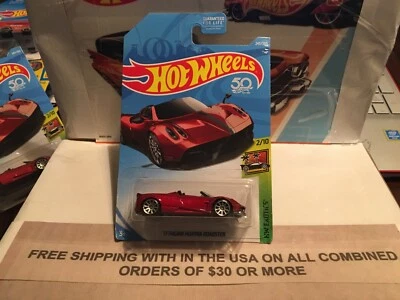 GUARANTEED
FOR LIFE
HOT WHEELS
50
2/10
EXOTICS
'17 PAGANI HUAYRA ROADSTER
FREE SHIPPING WITH IN THE USA ON ALL COMBINED
ORDERS OF $30 OR MORE